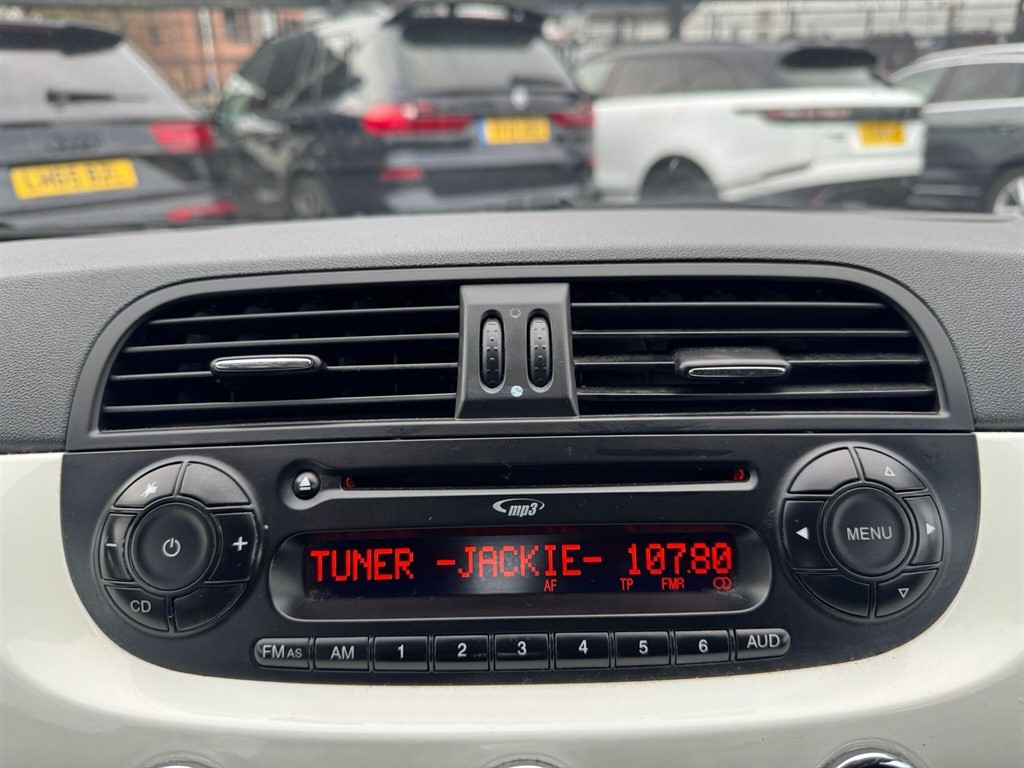 mp3
TUNER -JACKIE- 107.80
AF TP FMR
MENU
+
-
CD
FM AS AM 1 2 3 4 5 6 AUD